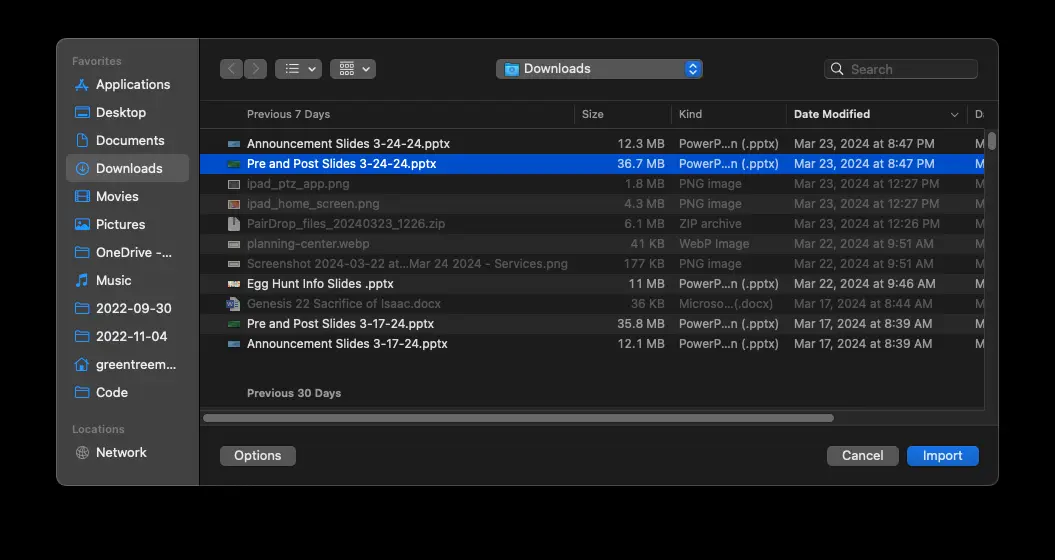 Favorites
Applications
Desktop
Documents
Downloads
Movies
Pictures
OneDrive -...
Music
2022-09-30
2022-11-04
greentreem...
Code
Locations
Network
Downloads
Search
Previous 7 Days Size Kind Date Modified D
Announcement Slides 3-24-24.pptx 12.3 MB PowerP...n (.pptx) Mar 23, 2024 at 8:47 PM M
Pre and Post Slides 3-24-24.pptx 36.7 MB PowerP...n (.pptx) Mar 23, 2024 at 8:47 PM M
ipad_ptz_app.png 1.8 MB PNG image Mar 23, 2024 at 12:27 PM M
ipad_home_screen.png 4.3 MB PNG image Mar 23, 2024 at 12:27 PM M
PairDrop_files_20240323_1226.zip 6.1 MB ZIP archive Mar 23, 2024 at 12:26 PM M
planning-center.webp 41 KB WebP Image Mar 22, 2024 at 9:51 AM M
Screenshot 2024-03-22 at...Mar 24 2024 - Services.png 177 KB PNG image Mar 22, 2024 at 9:51 AM M
Egg Hunt Info Slides .pptx 11 MB PowerP...n (.pptx) Mar 22, 2024 at 9:46 AM M
Genesis 22 Sacrifice of Isaac.docx 36 KB Microso...(.docx) Mar 17, 2024 at 8:44 AM M
Pre and Post Slides 3-17-24.pptx 35.8 MB PowerP...n (.pptx) Mar 17, 2024 at 8:39 AM M
Announcement Slides 3-17-24.pptx 12.1 MB PowerP...n (.pptx) Mar 17, 2024 at 8:39 AM M
Previous 30 Days
Options Cancel Import